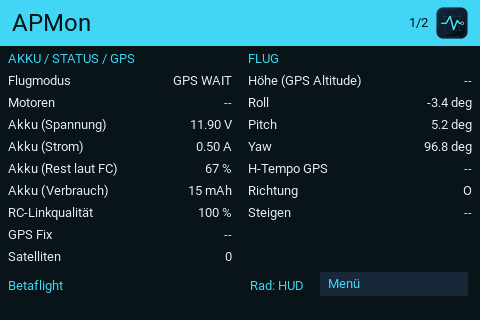 APMon 1/2
AKKU / STATUS / GPS
Flugmodus GPS WAIT
Motoren --
Akku (Spannung) 11.90 V
Akku (Strom) 0.50 A
Akku (Rest laut FC) 67 %
Akku (Verbrauch) 15 mAh
RC-Linkqualität 100 %
GPS Fix --
Satelliten 0
FLUG
Höhe (GPS Altitude) --
Roll -3.4 deg
Pitch 5.2 deg
Yaw 96.8 deg
H-Tempo GPS --
Richtung O
Steigen --
Betaflight Rad: HUD Menü